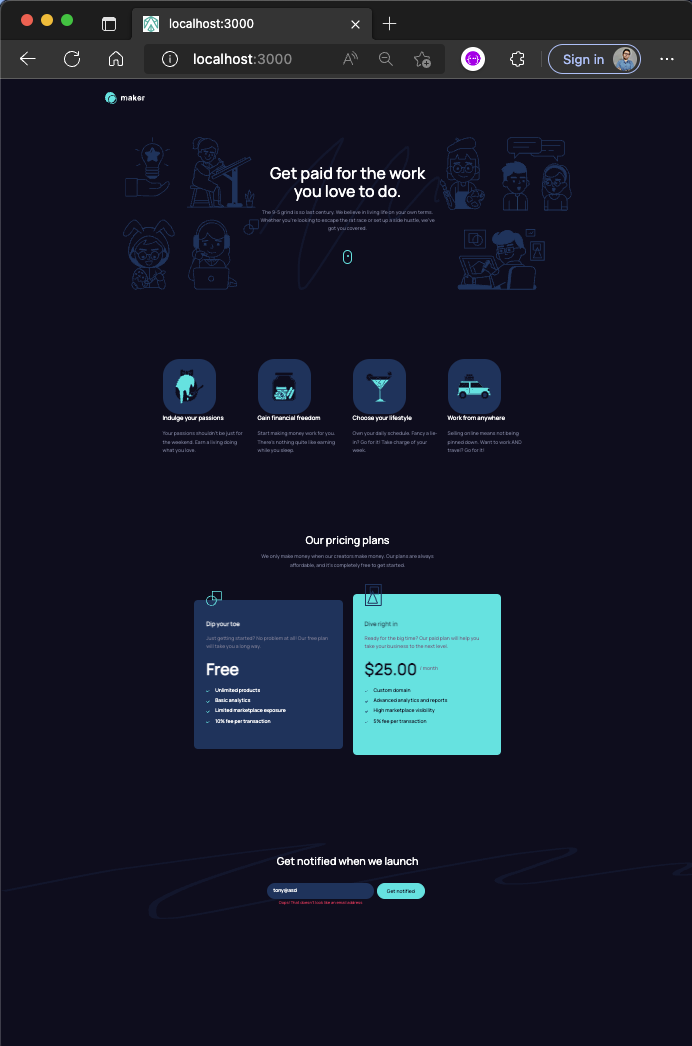 localhost:3000
localhost:3000
Sign in
maker
Get paid for the work
you love to do.
The 9-5 grind is so last century. We believe in living life on your own terms.
Whether you're looking to escape the rat race or set up a side hustle, we've
got you covered.
Indulge your passions
Gain financial freedom
Choose your lifestyle
Work from anywhere
Your passions shouldn't be just for
the weekend. Earn a living doing
what you love.
Start making money work for you.
There's nothing quite like earning
while you sleep.
Own your daily schedule. Fancy a lie-
in? Go for it! Take charge of your
week.
Selling online means not being
pinned down. Want to work AND
travel? Go for it!
Our pricing plans
We only make money when our creators make money. Our plans are always
affordable, and it's completely free to get started.
Dip your toe
Just getting started? No problem at all! Our free plan
will take you a long way.
Free
Unlimited products
Basic analytics
Limited marketplace exposure
10% fee per transaction
Dive right in
Ready for the big time? Our paid plan will help you
take your business to the next level.
$25.00 / month
Custom domain
Advanced analytics and reports
High marketplace visibility
5% fee per transaction
Get notified when we launch
tony@asd
Get notified
Oops! That doesn't look like an email address